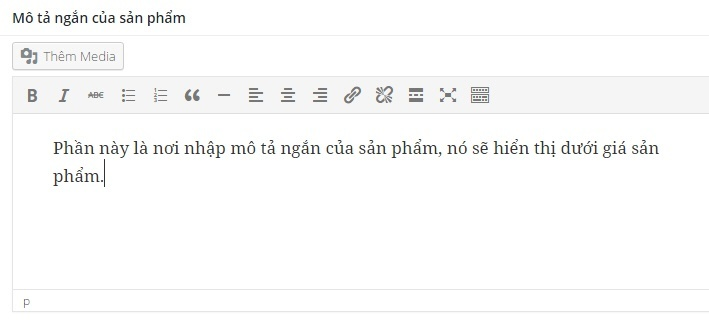 Mô tả ngắn của sản phẩm
Thêm Media
B I ABC
Phần này là nơi nhập mô tả ngắn của sản phẩm, nó sẽ hiển thị dưới giá sản
phẩm.
p